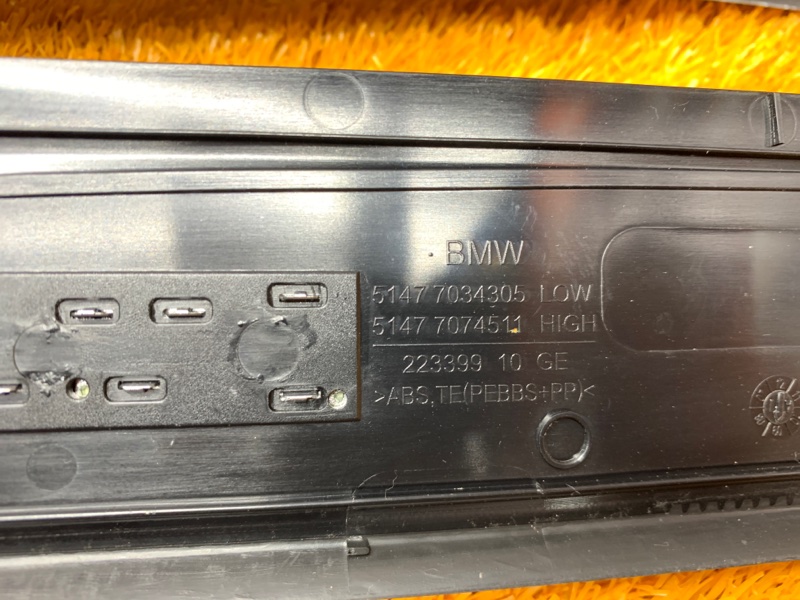 BMW
5147 7034305 LOW
5147 7074511 HIGH
223399 10 GE
>ABS,TE(PEBBS+PP)<